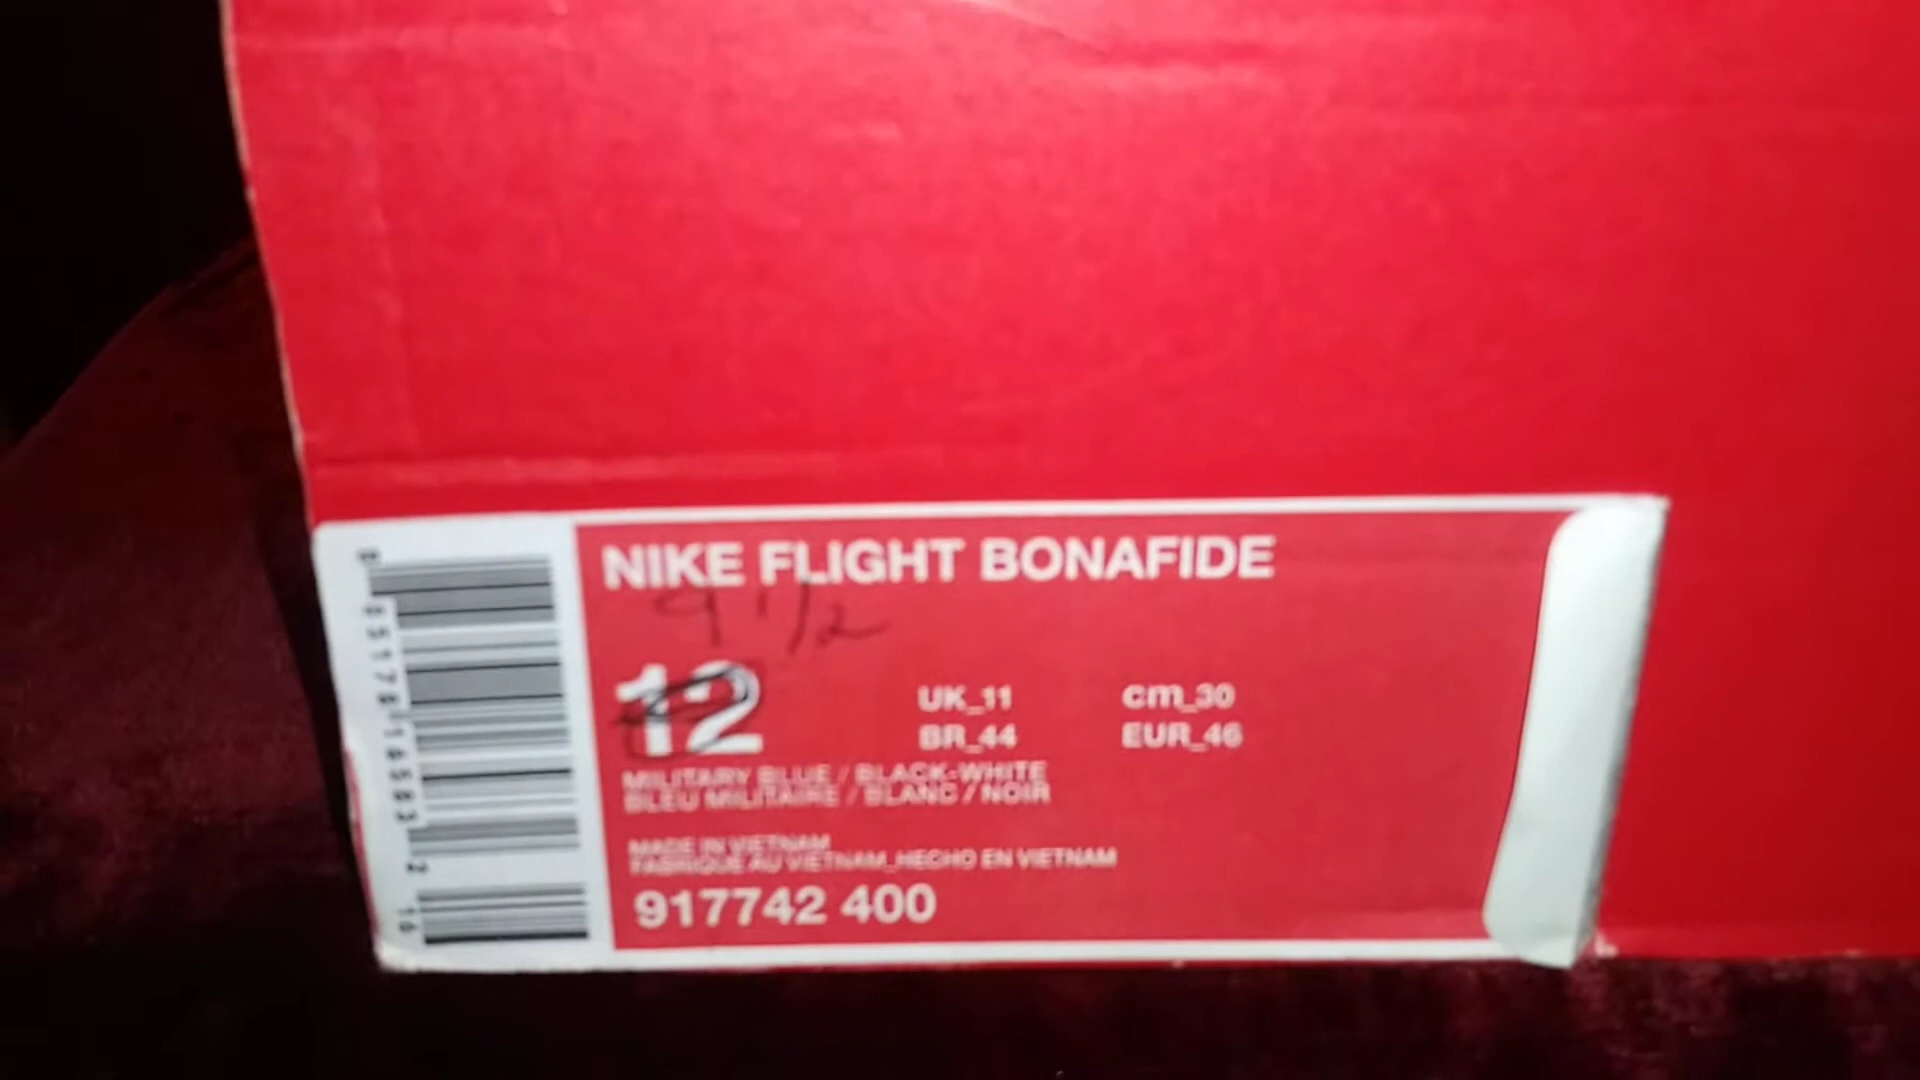 NIKE FLIGHT BONAFIDE
9 1/2
12
UK_11 cm_30
BR_44 EUR_46
MILITARY BLUE / BLACK-WHITE
BLEU MILITAIRE / BLANC / NOIR
MADE IN VIETNAM
FABRIQUE AU VIETNAM_HECHO EN VIETNAM
917742 400